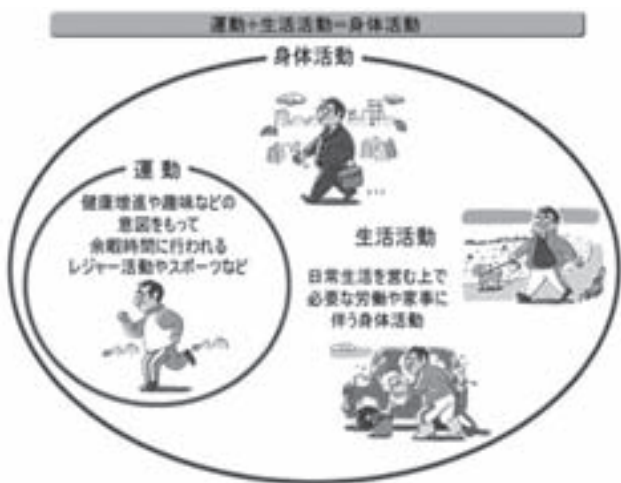 運動+生活活動=身体活動
身体活動
運動
健康増進や趣味などの
意図をもって
余暇時間に行われる
レジャー活動やスポーツなど
生活活動
日常生活を営む上で
必要な労働や家事に
伴う身体活動